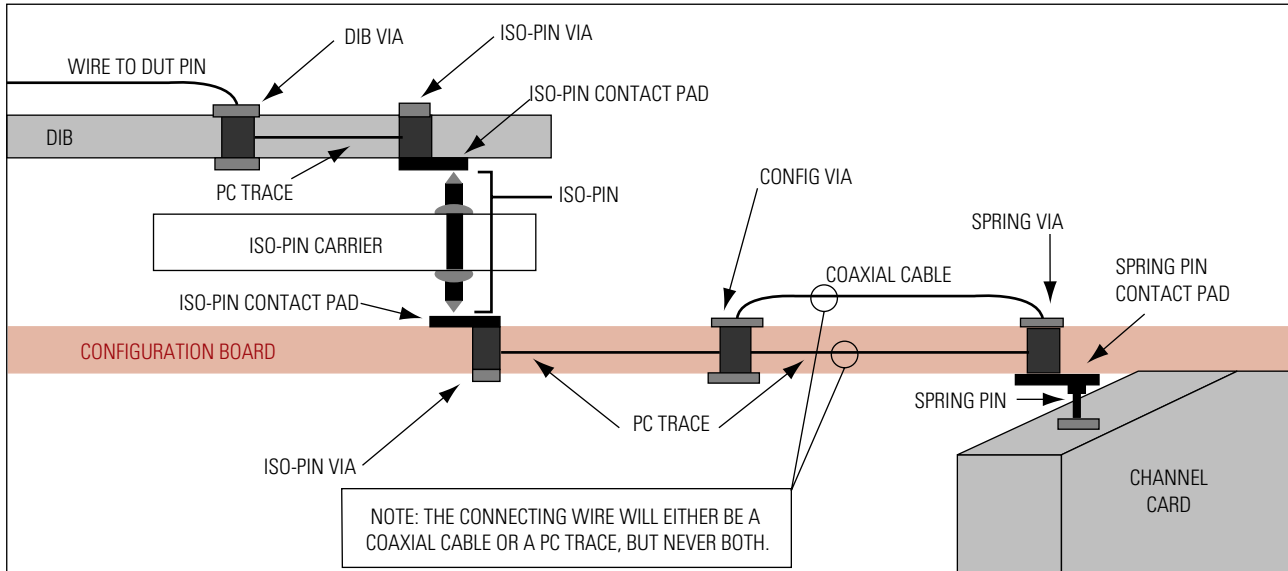 DIB VIA
ISO-PIN VIA
WIRE TO DUT PIN
ISO-PIN CONTACT PAD
DIB
PC TRACE
ISO-PIN
CONFIG VIA
ISO-PIN CARRIER
SPRING VIA
COAXIAL CABLE
SPRING PIN
CONTACT PAD
ISO-PIN CONTACT PAD
CONFIGURATION BOARD
SPRING PIN
PC TRACE
ISO-PIN VIA
CHANNEL
CARD
NOTE: THE CONNECTING WIRE WILL EITHER BE A
COAXIAL CABLE OR A PC TRACE, BUT NEVER BOTH.